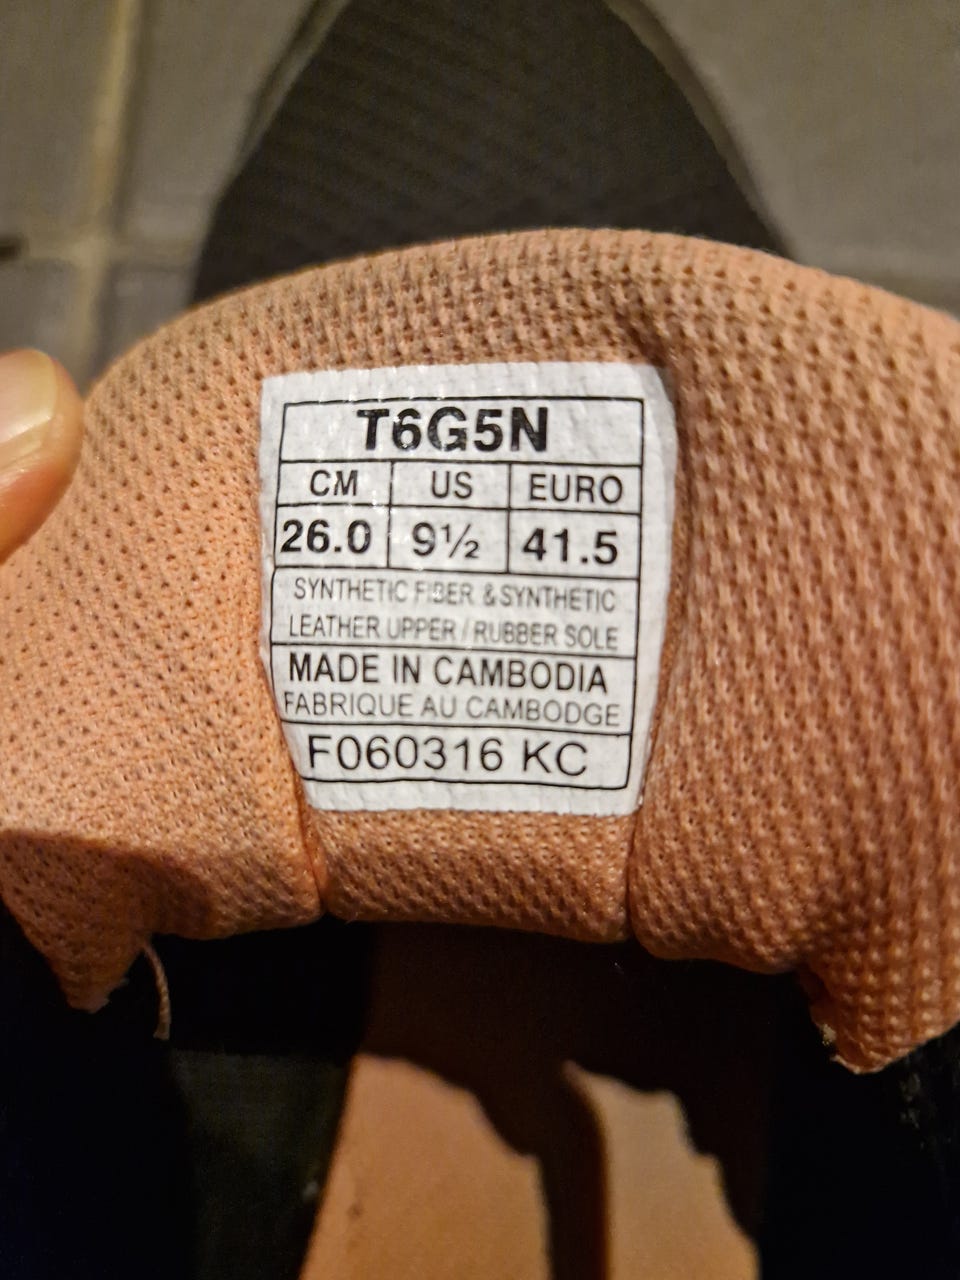 T6G5N
CM US EURO
26.0 9½ 41.5
SYNTHETIC FIBER & SYNTHETIC
LEATHER UPPER / RUBBER SOLE
MADE IN CAMBODIA
FABRIQUE AU CAMBODGE
F060316 KC